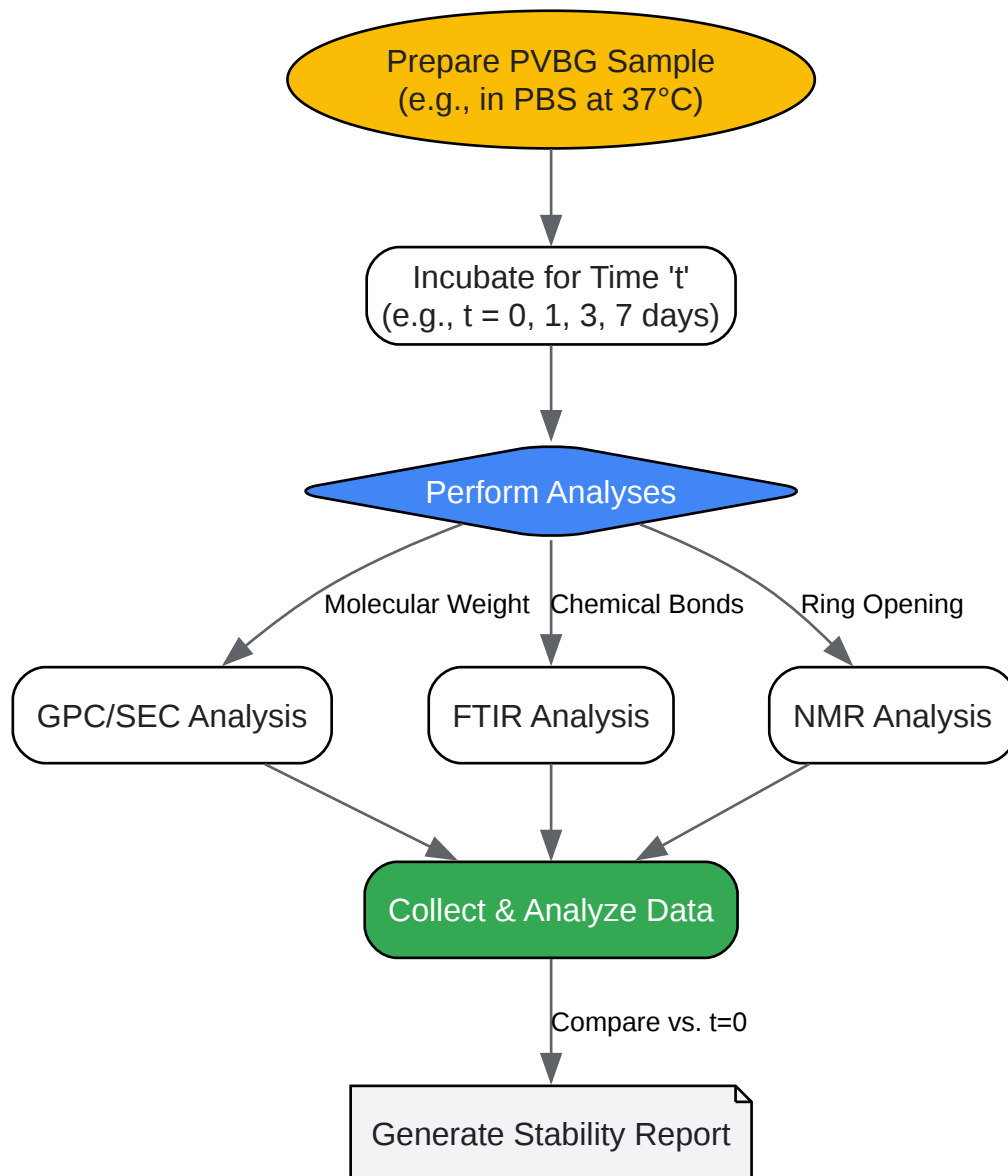 Prepare PVBG Sample
(e.g., in PBS at 37°C)
Incubate for Time 't'
(e.g., t = 0, 1, 3, 7 days)
Perform Analyses
Molecular Weight
Chemical Bonds
Ring Opening
GPC/SEC Analysis
FTIR Analysis
NMR Analysis
Collect & Analyze Data
Compare vs. t=0
Generate Stability Report